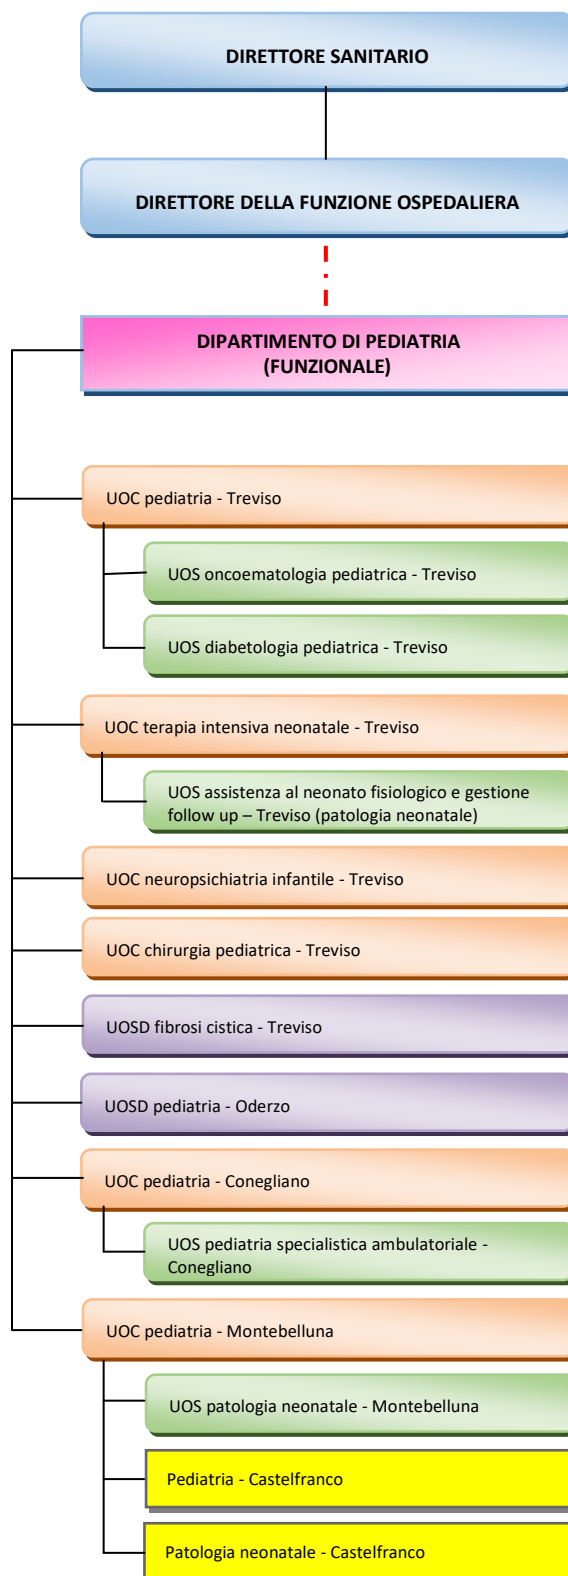 DIRETTORE SANITARIO
DIRETTORE DELLA FUNZIONE OSPEDALIERA
DIPARTIMENTO DI PEDIATRIA
(FUNZIONALE)
UOC pediatria - Treviso
UOS oncoematologia pediatrica - Treviso
UOS diabetologia pediatrica - Treviso
UOC terapia intensiva neonatale - Treviso
UOS assistenza al neonato fisiologico e gestione
follow up – Treviso (patologia neonatale)
UOC neuropsichiatria infantile - Treviso
UOC chirurgia pediatrica - Treviso
UOSD fibrosi cistica - Treviso
UOSD pediatria - Oderzo
UOC pediatria - Conegliano
UOS pediatria specialistica ambulatoriale -
Conegliano
UOC pediatria - Montebelluna
UOS patologia neonatale - Montebelluna
Pediatria - Castelfranco
Patologia neonatale - Castelfranco